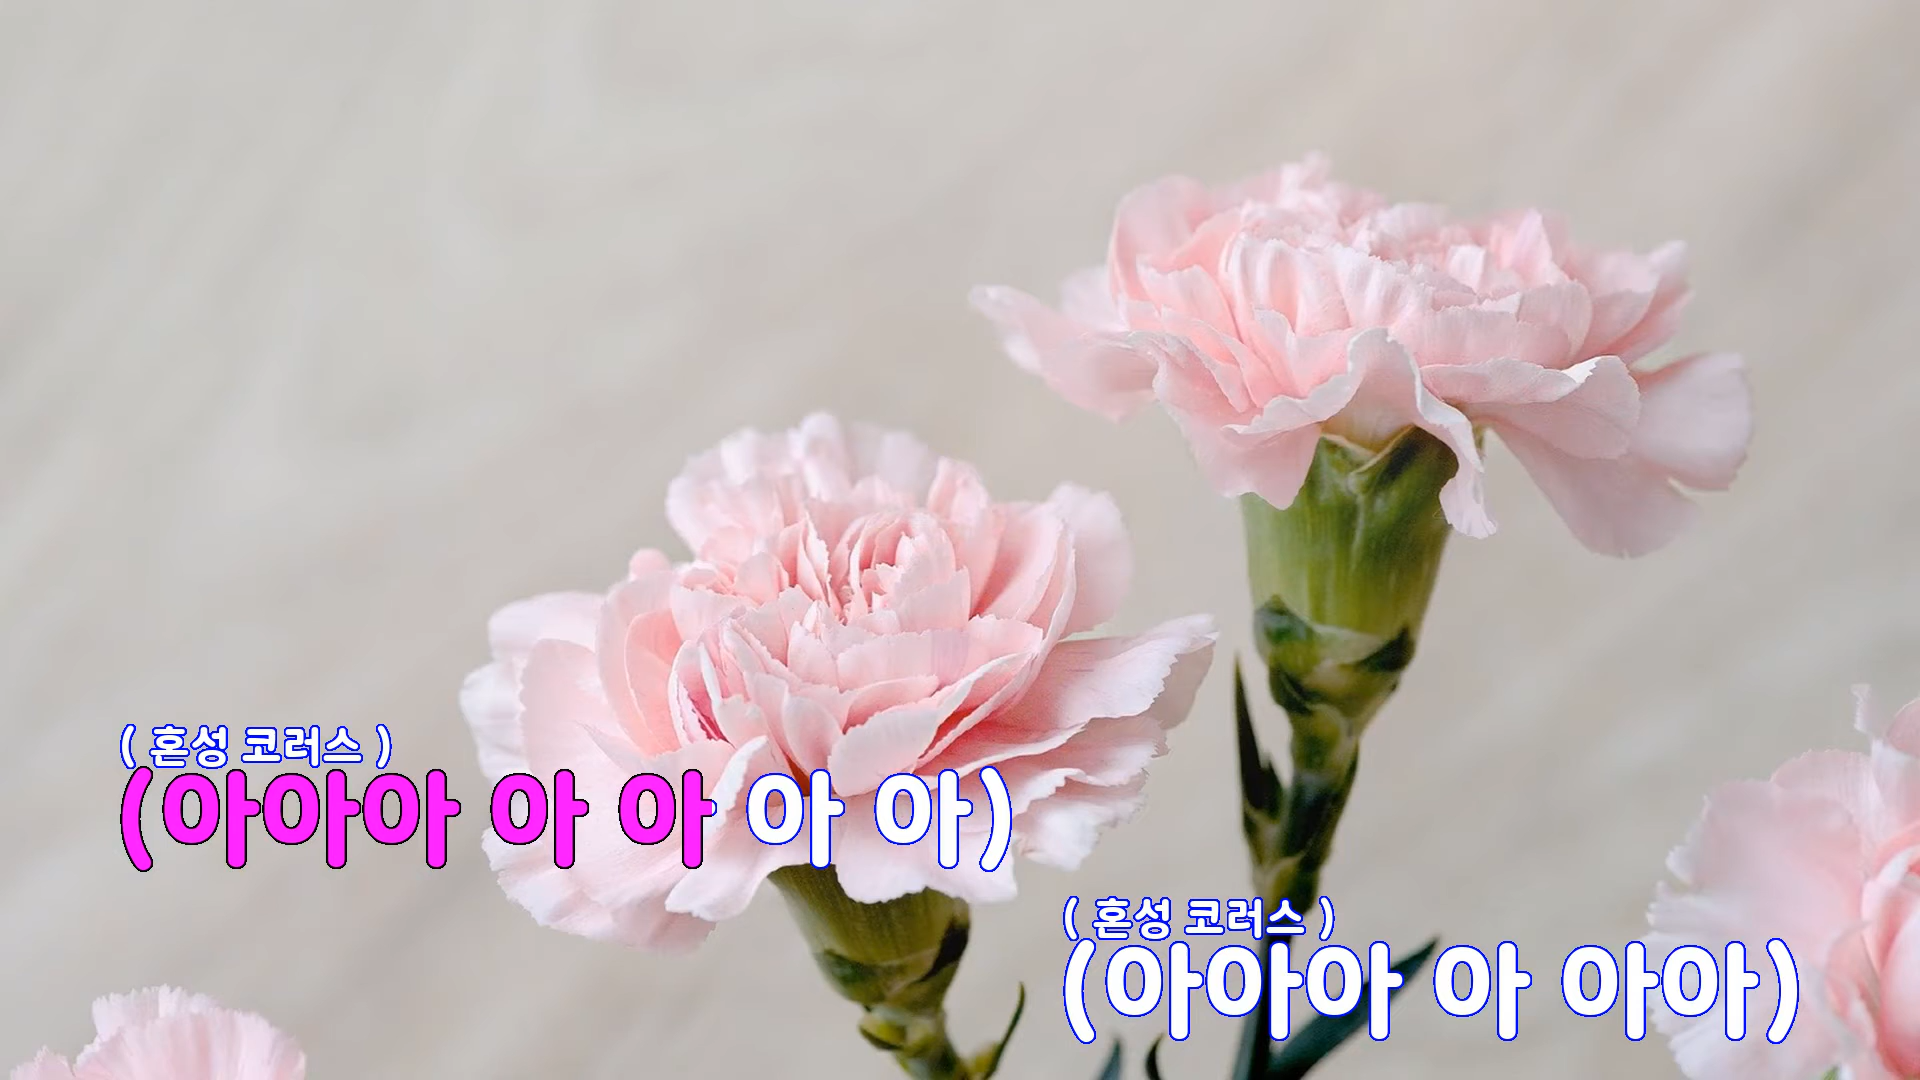 ( 혼성 코러스 )
(아아아 아 아 아 아)
( 혼성 코러스 )
(아아아 아 아아)